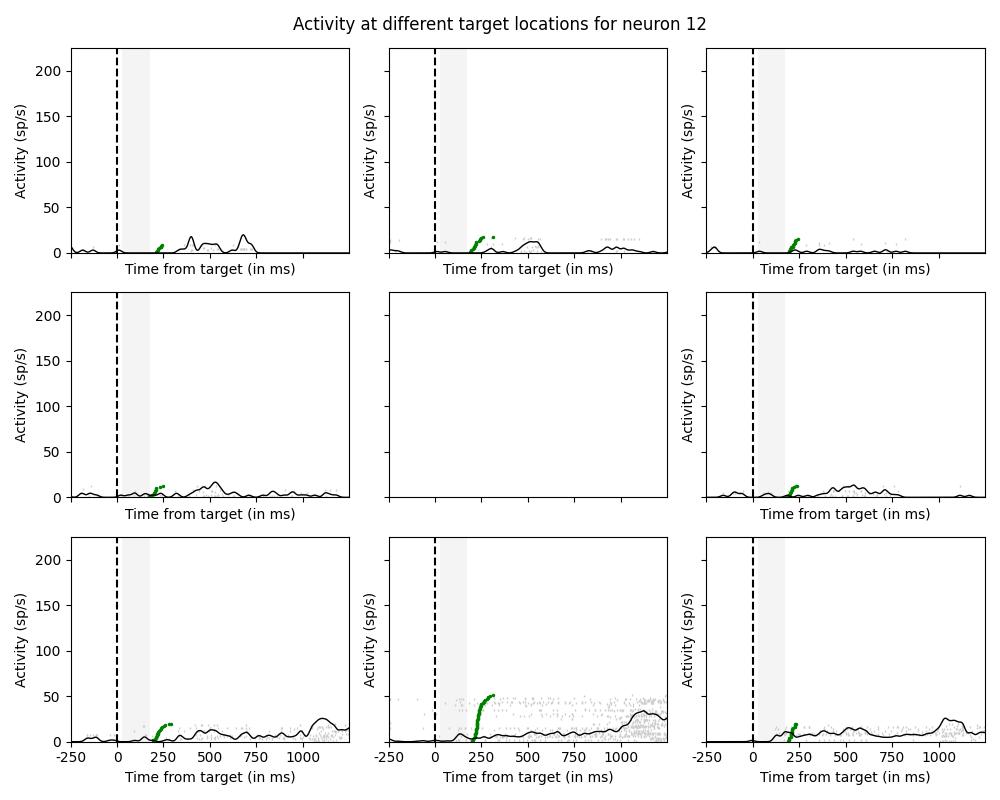 Activity at different target locations for neuron 12
200
150
100
50
0
Activity (sp/s)
Time from target (in ms)
Activity (sp/s)
Time from target (in ms)
Activity (sp/s)
Time from target (in ms)
200
150
100
50
0
Activity (sp/s)
Time from target (in ms)
Activity (sp/s)
Time from target (in ms)
200
150
100
50
0
Activity (sp/s)
-250 0 250 500 750 1000
Time from target (in ms)
Activity (sp/s)
-250 0 250 500 750 1000
Time from target (in ms)
Activity (sp/s)
-250 0 250 500 750 1000
Time from target (in ms)